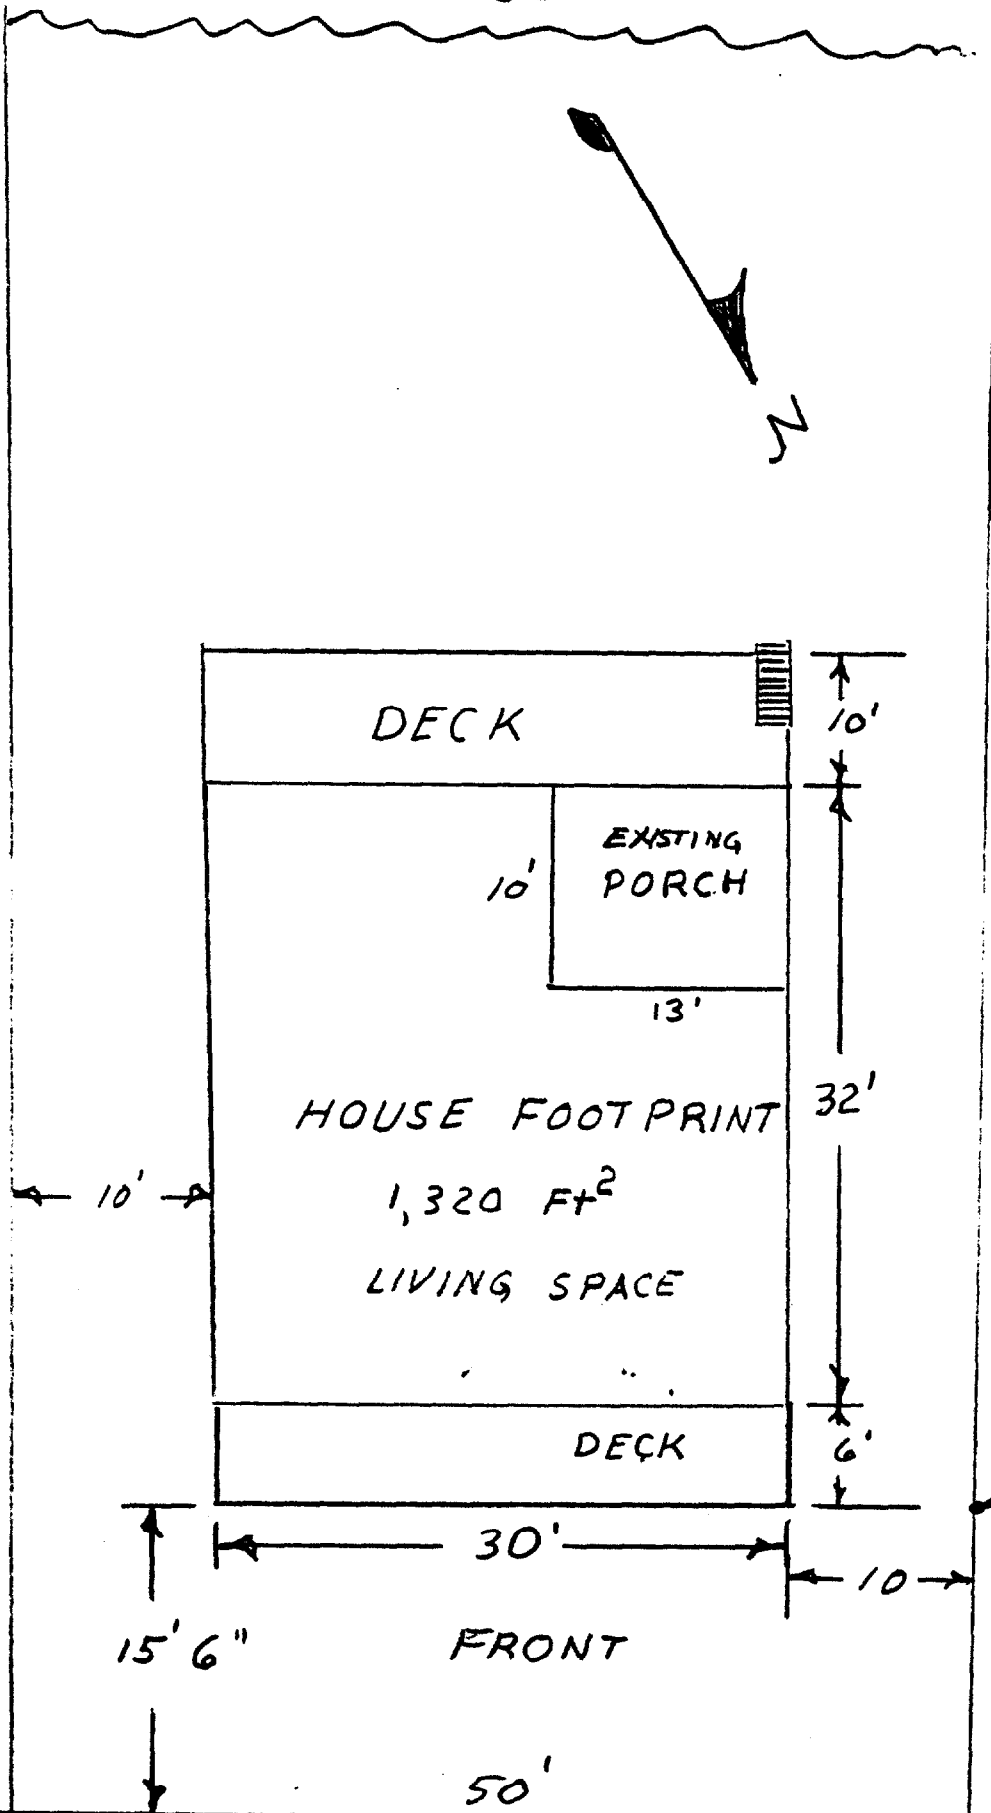 N
DECK
10'
EXISTING
PORCH
10'
13'
32'
HOUSE FOOTPRINT
1,320 Ft²
LIVING SPACE
10'
DECK
6'
30'
10
15' 6"
FRONT
50'